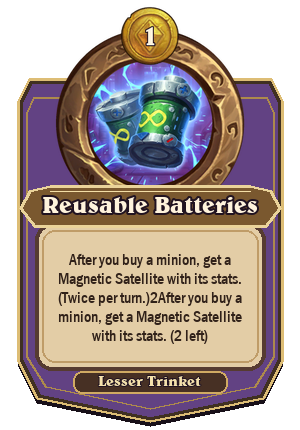 1
Reusable Batteries
After you buy a minion, get a
Magnetic Satellite with its stats.
(Twice per turn.)2After you buy a
minion, get a Magnetic Satellite
with its stats. (2 left)
Lesser Trinket